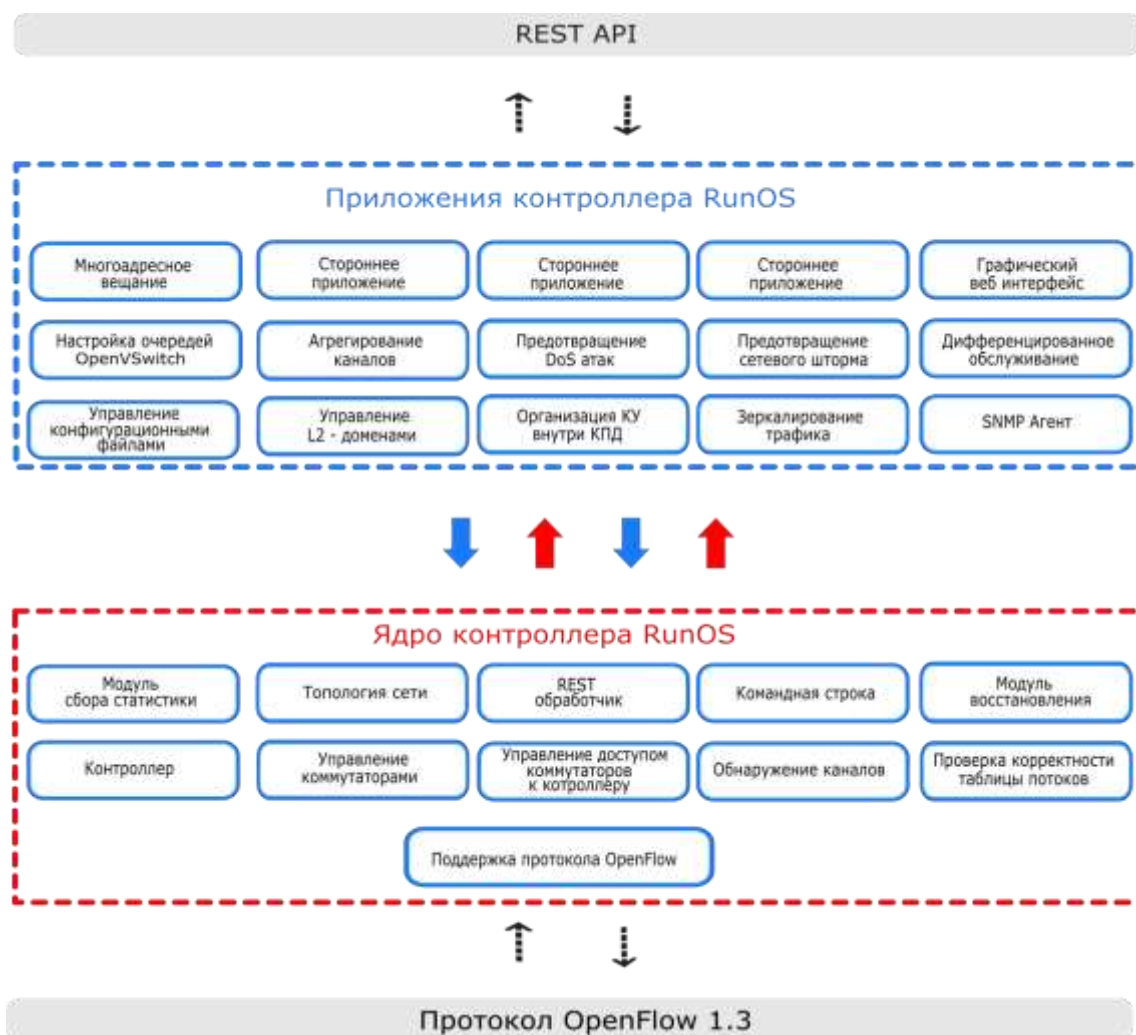 REST API
Приложения контроллера RunOS
Многоадресное
вещание
Стороннее
приложение
Стороннее
приложение
Стороннее
приложение
Графический
веб интерфейс
Настройка очередей
OpenVSwitch
Агрегирование
каналов
Предотвращение
DoS атак
Предотвращение
сетевого шторма
Дифференцированное
обслуживание
Управление
конфигурационными
файлами
Управление
L2 - доменами
Организация КУ
внутри КПД
Зеркалирование
трафика
SNMP Агент
Ядро контроллера RunOS
Модуль
сбора статистики
Топология сети
REST
обработчик
Командная строка
Модуль
восстановления
Контроллер
Управление
коммутаторами
Управление доступом
коммутаторов
к котроллеру
Обнаружение каналов
Проверка корректности
таблицы потоков
Поддержка протокола OpenFlow
Протокол OpenFlow 1.3